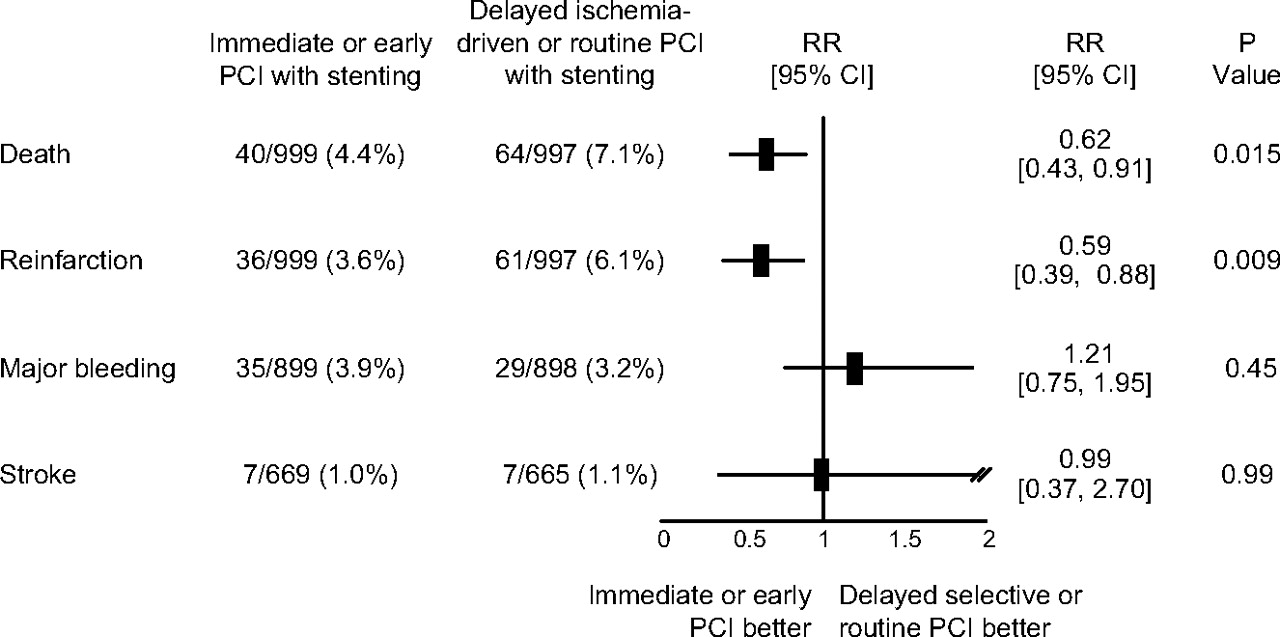 Immediate or early
PCI with stenting
Delayed ischemia-
driven or routine PCI
with stenting
RR
[95% CI]
RR
[95% CI]
P
Value
Death 40/999 (4.4%) 64/997 (7.1%) 0.62
[0.43, 0.91] 0.015
Reinfarction 36/999 (3.6%) 61/997 (6.1%) 0.59
[0.39, 0.88] 0.009
Major bleeding 35/899 (3.9%) 29/898 (3.2%) 1.21
[0.75, 1.95] 0.45
Stroke 7/669 (1.0%) 7/665 (1.1%) 0.99
[0.37, 2.70] 0.99
0 0.5 1 1.5 2
Immediate or early
PCI better
Delayed selective or
routine PCI better